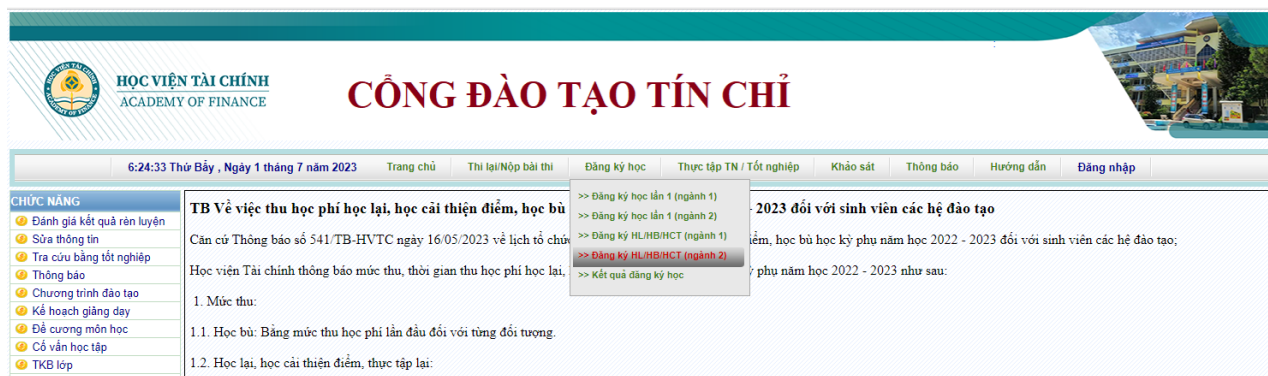 HỌC VIỆN TÀI CHÍNH
ACADEMY OF FINANCE
CỔNG ĐÀO TẠO TÍN CHỈ
6:24:33 Thứ Bẩy , Ngày 1 tháng 7 năm 2023 Trang chủ Thi lại/Nộp bài thi Đăng ký học Thực tập TN / Tốt nghiệp Khảo sát Thông báo Hướng dẫn Đăng nhập
>> Đăng ký học lần 1 (ngành 1)
>> Đăng ký học lần 1 (ngành 2)
>> Đăng ký HL/HB/HCT (ngành 1)
>> Đăng ký HL/HB/HCT (ngành 2)
>> Kết quả đăng ký học
CHỨC NĂNG
Đánh giá kết quả rèn luyện
Sửa thông tin
Tra cứu bằng tốt nghiệp
Thông báo
Chương trình đào tạo
Kế hoạch giảng dạy
Đề cương môn học
Cố vấn học tập
TKB lớp
TB Về việc thu học phí học lại, học cải thiện điểm, học bù - 2023 đối với sinh viên các hệ đào tạo
Căn cứ Thông báo số 541/TB-HVTC ngày 16/05/2023 về lịch tổ chức điểm, học bù học kỳ phụ năm học 2022 - 2023 đối với sinh viên các hệ đào tạo;
Học viện Tài chính thông báo mức thu, thời gian thu học phí học lại, kỳ phụ năm học 2022 - 2023 như sau:
1. Mức thu:
1.1. Học bù: Bằng mức thu học phí lần đầu đối với từng đối tượng.
1.2. Học lại, học cải thiện điểm, thực tập lại: